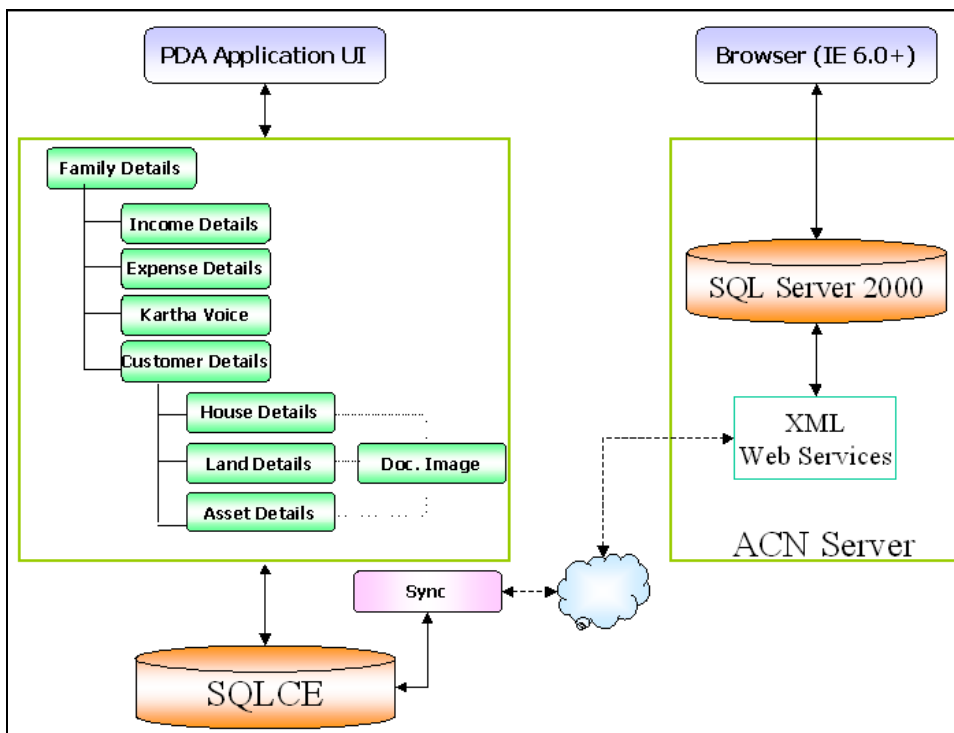 PDA Application UI
Browser (IE 6.0+)
Family Details
Income Details
Expense Details
Kartha Voice
Customer Details
House Details
Land Details
Doc. Image
Asset Details
SQL Server 2000
XML
Web Services
ACN Server
Sync
SQLCE